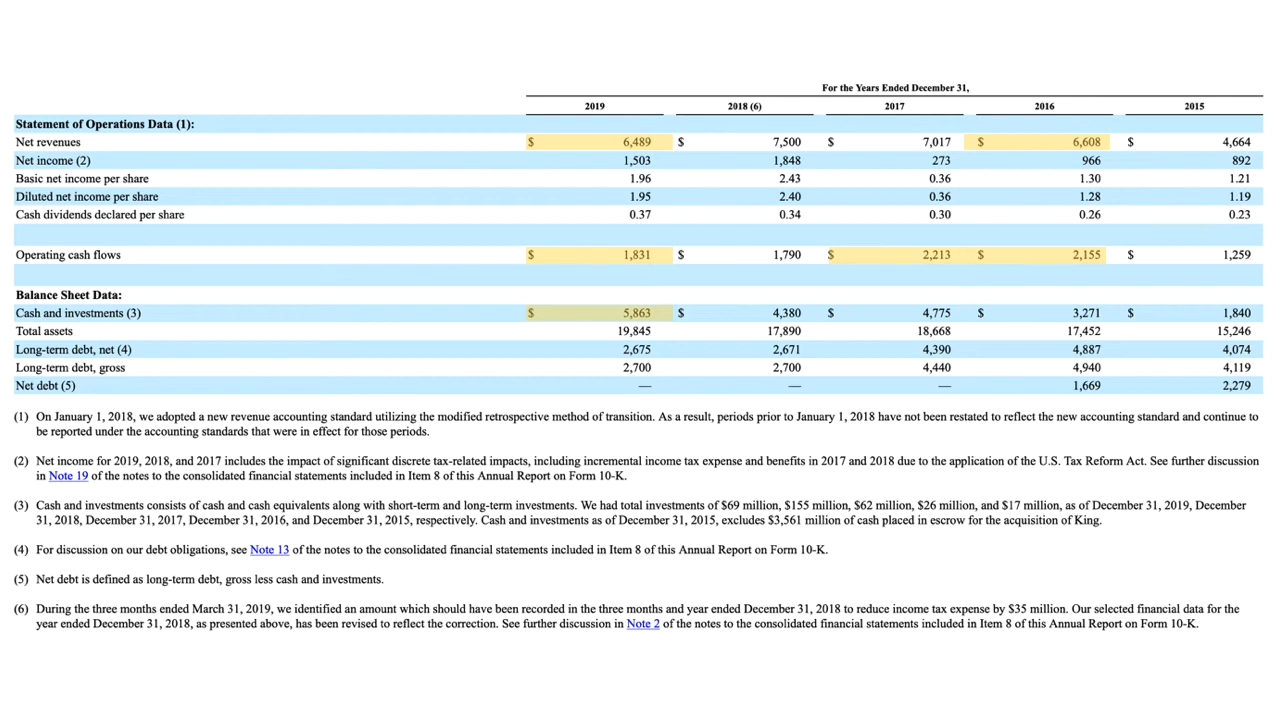 For the Years Ended December 31,
2019 2018 (6) 2017 2016 2015
Statement of Operations Data (1):
Net revenues $ 6,489 $ 7,500 $ 7,017 $ 6,608 $ 4,664
Net income (2) 1,503 1,848 273 966 892
Basic net income per share 1.96 2.43 0.36 1.30 1.21
Diluted net income per share 1.95 2.40 0.36 1.28 1.19
Cash dividends declared per share 0.37 0.34 0.30 0.26 0.23
Operating cash flows $ 1,831 $ 1,790 $ 2,213 $ 2,155 $ 1,259
Balance Sheet Data:
Cash and investments (3) $ 5,863 $ 4,380 $ 4,775 $ 3,271 $ 1,840
Total assets 19,845 17,890 18,668 17,452 15,246
Long-term debt, net (4) 2,675 2,671 4,390 4,887 4,074
Long-term debt, gross 2,700 2,700 4,440 4,940 4,119
Net debt (5) — — — 1,669 2,279
(1) On January 1, 2018, we adopted a new revenue accounting standard utilizing the modified retrospective method of transition. As a result, periods prior to January 1, 2018 have not been restated to reflect the new accounting standard and continue to
be reported under the accounting standards that were in effect for those periods.
(2) Net income for 2019, 2018, and 2017 includes the impact of significant discrete tax-related impacts, including incremental income tax expense and benefits in 2017 and 2018 due to the application of the U.S. Tax Reform Act. See further discussion
in Note 19 of the notes to the consolidated financial statements included in Item 8 of this Annual Report on Form 10-K.
(3) Cash and investments consists of cash and cash equivalents along with short-term and long-term investments. We had total investments of $69 million, $155 million, $62 million, $26 million, and $17 million, as of December 31, 2019, December
31, 2018, December 31, 2017, December 31, 2016, and December 31, 2015, respectively. Cash and investments as of December 31, 2015, excludes $3,561 million of cash placed in escrow for the acquisition of King.
(4) For discussion on our debt obligations, see Note 13 of the notes to the consolidated financial statements included in Item 8 of this Annual Report on Form 10-K.
(5) Net debt is defined as long-term debt, gross less cash and investments.
(6) During the three months ended March 31, 2019, we identified an amount which should have been recorded in the three months and year ended December 31, 2018 to reduce income tax expense by $35 million. Our selected financial data for the
year ended December 31, 2018, as presented above, has been revised to reflect the correction. See further discussion in Note 2 of the notes to the consolidated financial statements included in Item 8 of this Annual Report on Form 10-K.